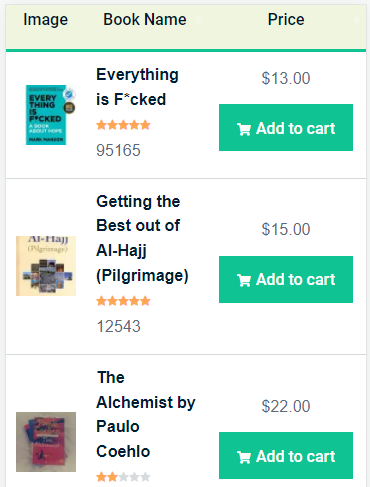 Image Book Name Price
EVERY
THING
IS
F*CKED
A BOOK
ABOUT HOPE
MARK MANSON
Everything
is F*cked
95165
$13.00
Add to cart
Al-Hajj
(Pilgrimage)
Getting the
Best out of
Al-Hajj
(Pilgrimage)
12543
$15.00
Add to cart
The
Alchemist by
Paulo
Coehlo
$22.00
Add to cart